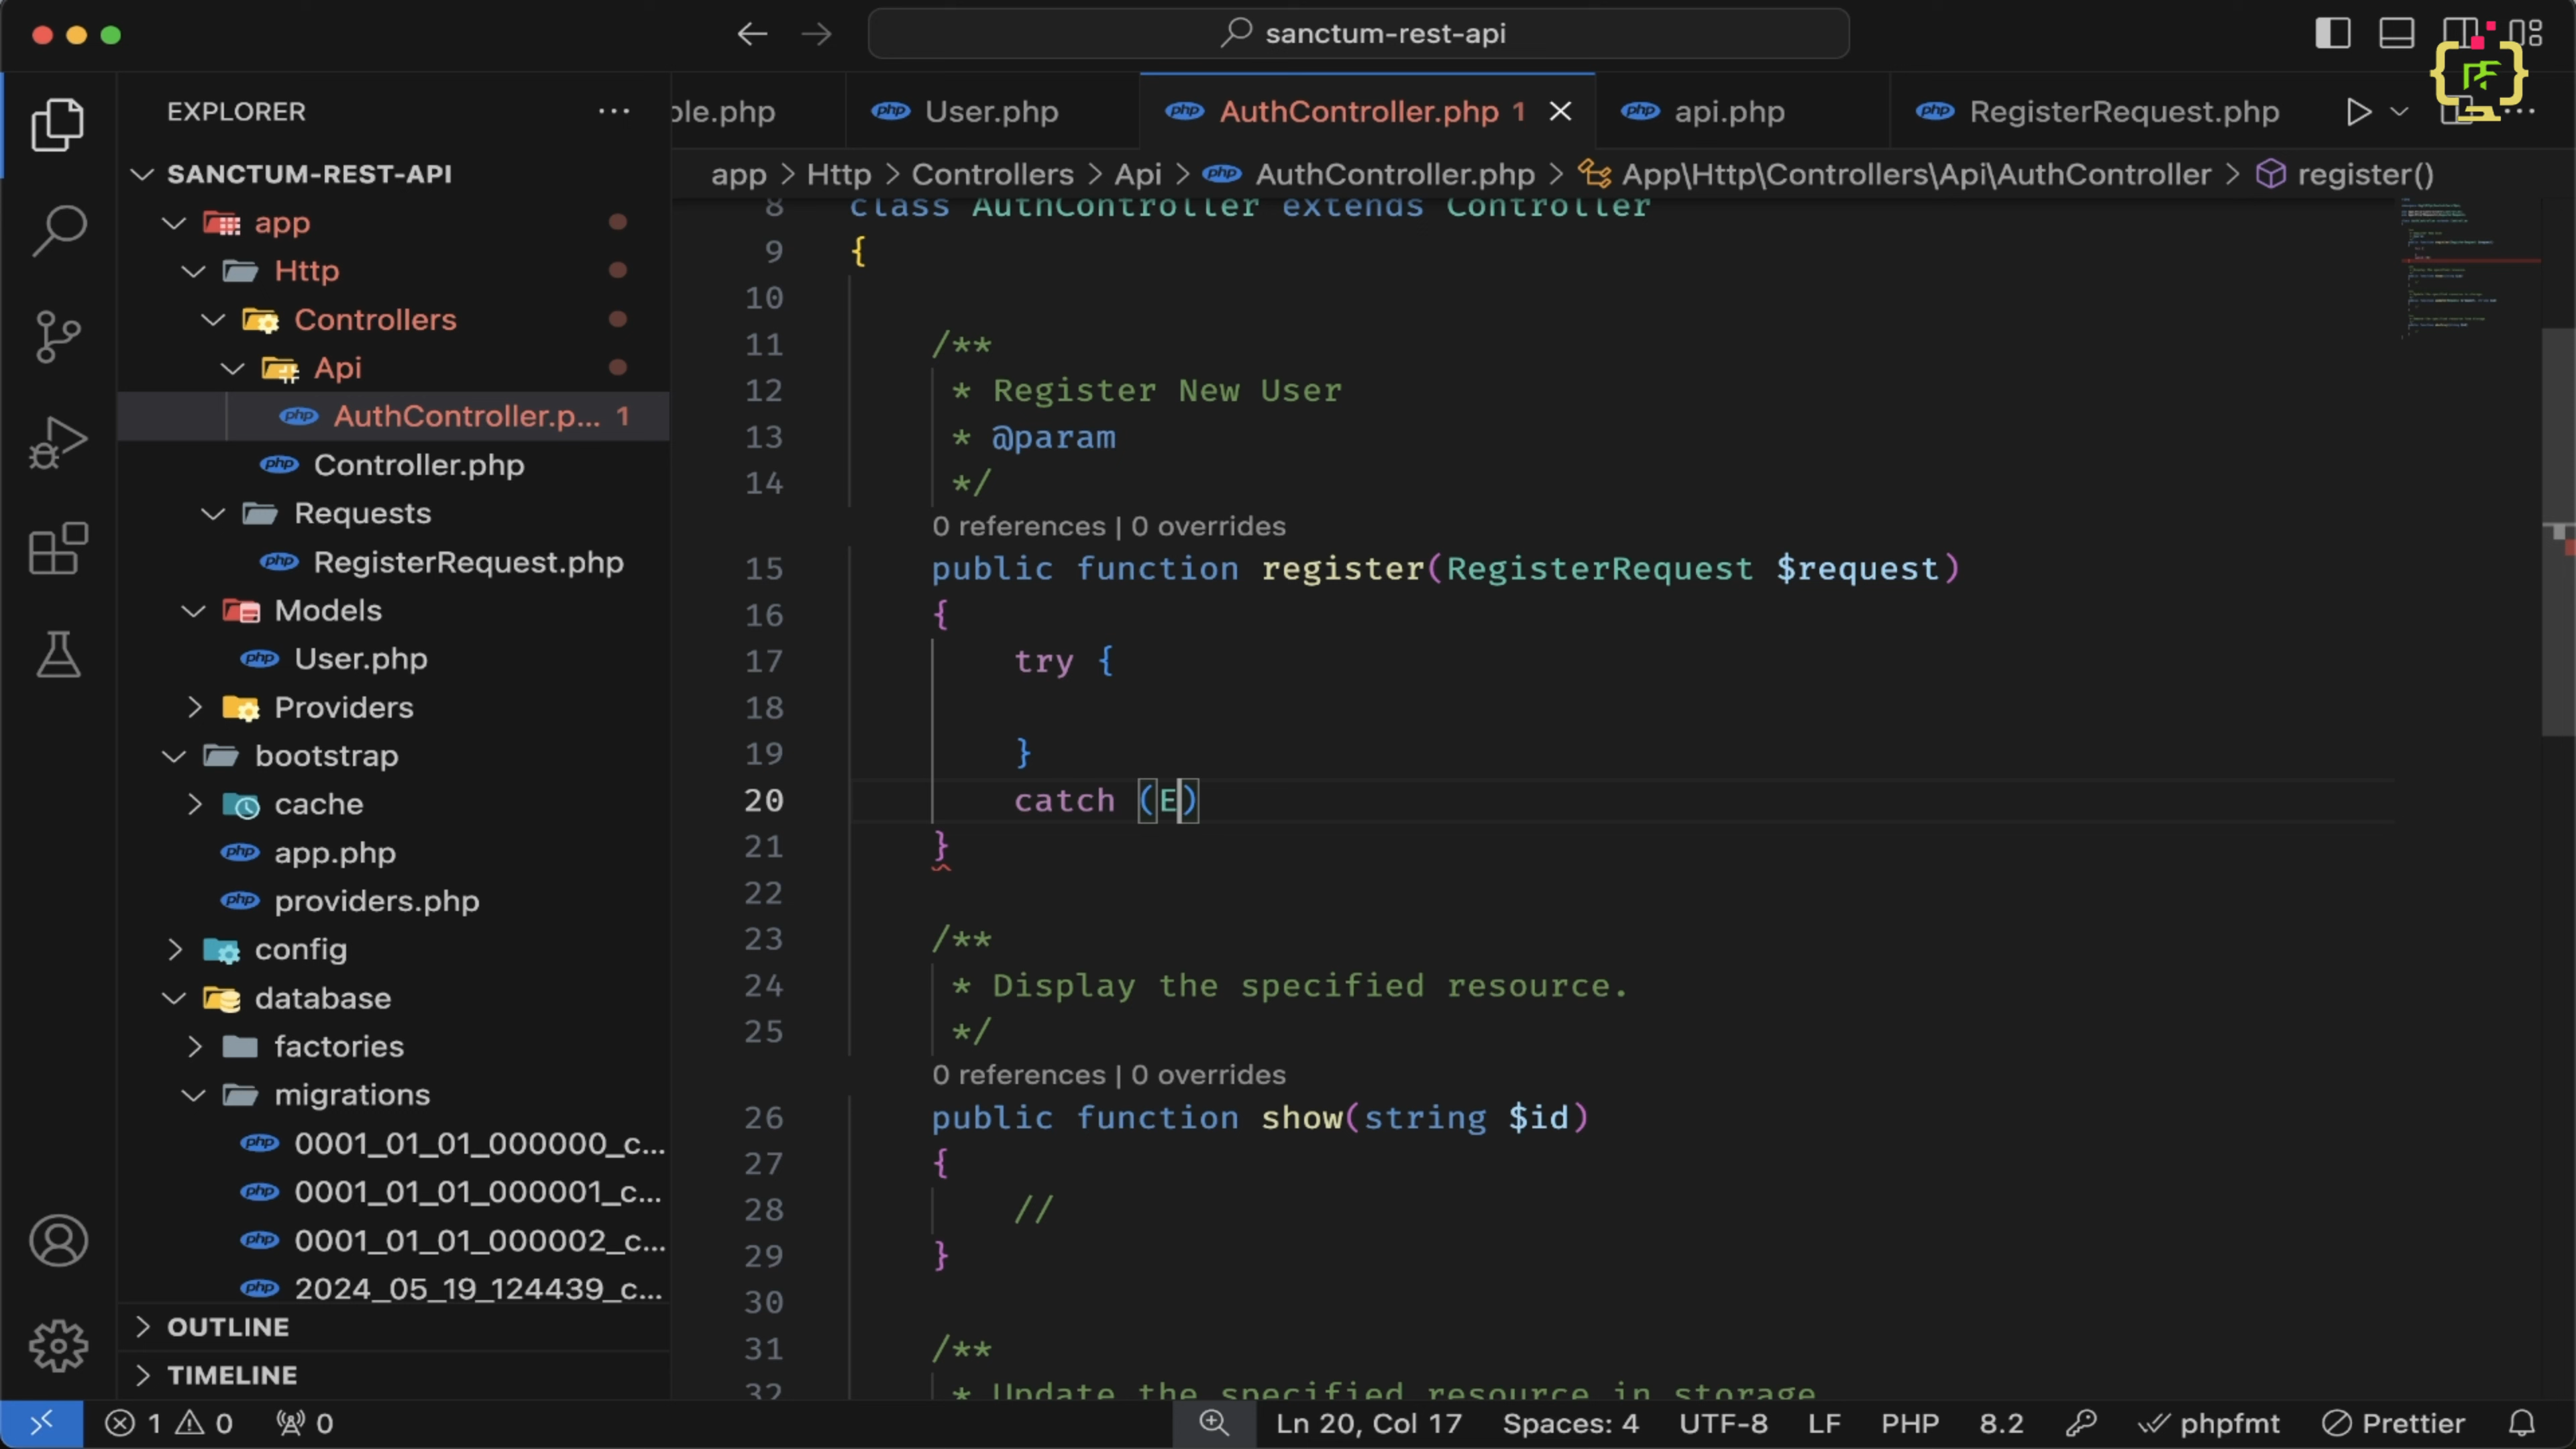 sanctum-rest-api
EXPLORER
ble.php
User.php
AuthController.php 1
api.php
RegisterRequest.php
app > Http > Controllers > Api > AuthController.php > App\Http\Controllers\Api\AuthController > register()
SANCTUM-REST-API
app
Http
Controllers
Api
AuthController.p... 1
Controller.php
Requests
RegisterRequest.php
Models
User.php
Providers
bootstrap
cache
app.php
providers.php
config
database
factories
migrations
0001_01_01_000000_c...
0001_01_01_000001_c...
0001_01_01_000002_c...
2024_05_19_124439_c...
OUTLINE
TIMELINE
8 class AuthController extends Controller
9 {
10
11 /**
12 * Register New User
13 * @param
14 */
0 references | 0 overrides
15 public function register(RegisterRequest $request)
16 {
17 try {
18
19 }
20 catch (E)
21 }
22
23 /**
24 * Display the specified resource.
25 */
0 references | 0 overrides
26 public function show(string $id)
27 {
28 //
29 }
30
31 /**
32 * Update the specified resource in storage
1 0 0
Ln 20, Col 17 Spaces: 4 UTF-8 LF PHP 8.2 phpfmt Prettier